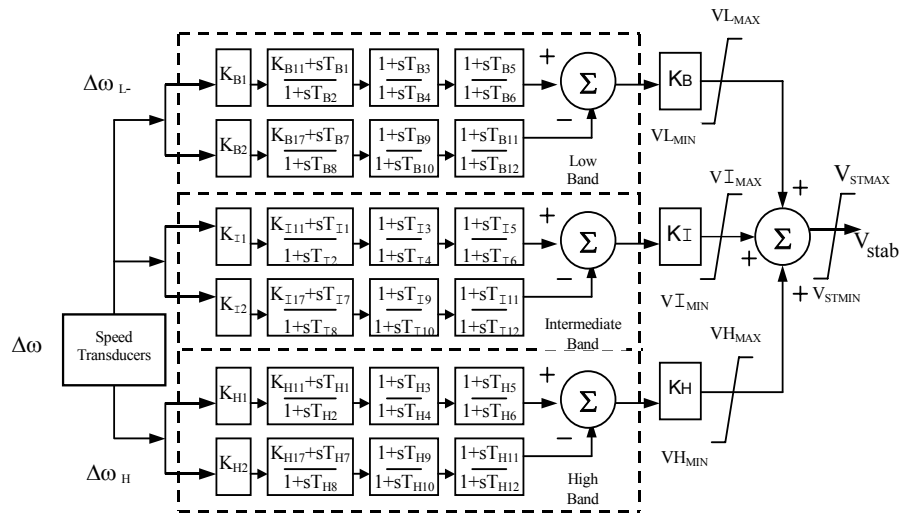 Δω L-
K_B1
K_B11+sT_B1
1+sT_B2
1+sT_B3
1+sT_B4
1+sT_B5
1+sT_B6
+
Σ
−
K_B2
K_B17+sT_B7
1+sT_B8
1+sT_B9
1+sT_B10
1+sT_B11
1+sT_B12
Low
Band
K_B
VL_MAX
VL_MIN
K_I1
K_I11+sT_I1
1+sT_I2
1+sT_I3
1+sT_I4
1+sT_I5
1+sT_I6
+
Σ
−
K_I2
K_I17+sT_I7
1+sT_I8
1+sT_I9
1+sT_I10
1+sT_I11
1+sT_I12
Intermediate
Band
K_I
VI_MAX
VI_MIN
+
+
+
Σ
V_STMAX
V_STMIN
V_stab
Δω
Speed
Transducers
Δω H
K_H1
K_H11+sT_H1
1+sT_H2
1+sT_H3
1+sT_H4
1+sT_H5
1+sT_H6
+
Σ
−
K_H2
K_H17+sT_H7
1+sT_H8
1+sT_H9
1+sT_H10
1+sT_H11
1+sT_H12
High
Band
K_H
VH_MAX
VH_MIN